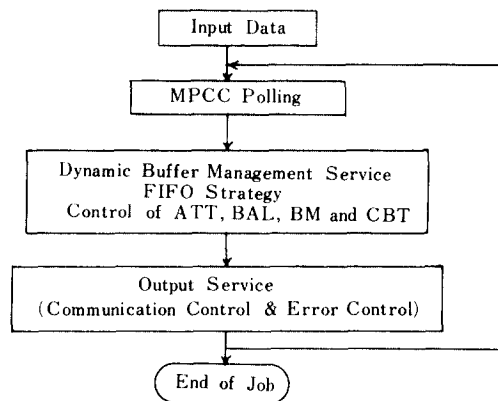 Input Data
MPCC Polling
Dynamic Buffer Management Service
FIFO Strategy
Control of ATT, BAL, BM and CBT
Output Service
(Communication Control & Error Control)
End of Job